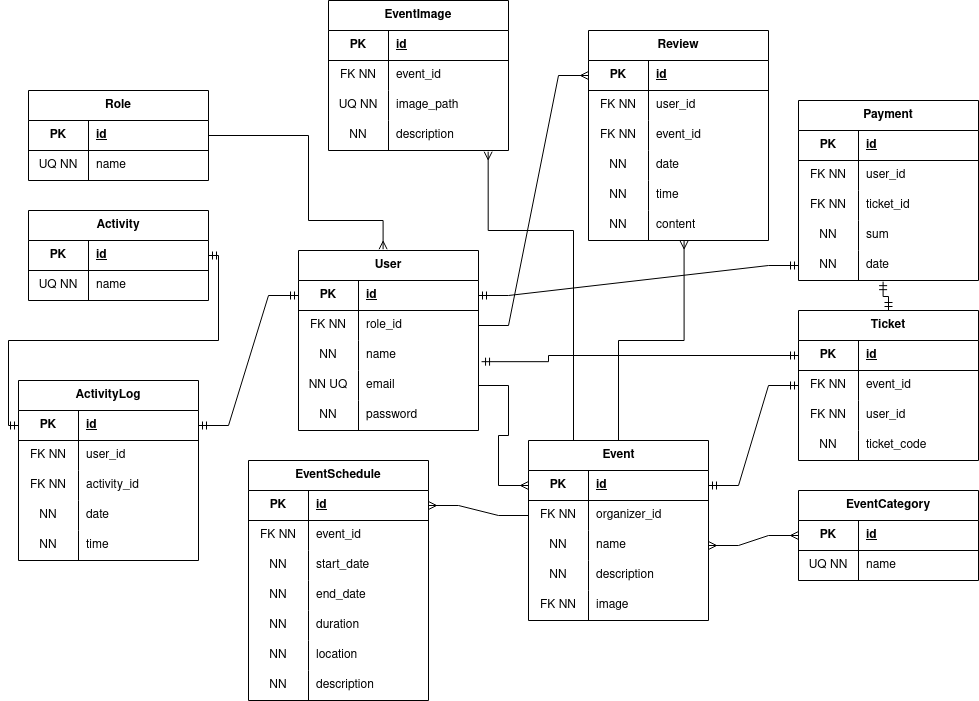 EventImage
PK id
FK NN event_id
UQ NN image_path
NN description
Review
PK id
FK NN user_id
FK NN event_id
NN date
NN time
NN content
Role
PK id
UQ NN name
Payment
PK id
FK NN user_id
FK NN ticket_id
NN sum
NN date
Activity
PK id
UQ NN name
User
PK id
FK NN role_id
NN name
NN UQ email
NN password
Ticket
PK id
FK NN event_id
FK NN user_id
NN ticket_code
ActivityLog
PK id
FK NN user_id
FK NN activity_id
NN date
NN time
EventSchedule
PK id
FK NN event_id
NN start_date
NN end_date
NN duration
NN location
NN description
Event
PK id
FK NN organizer_id
NN name
NN description
FK NN image
EventCategory
PK id
UQ NN name